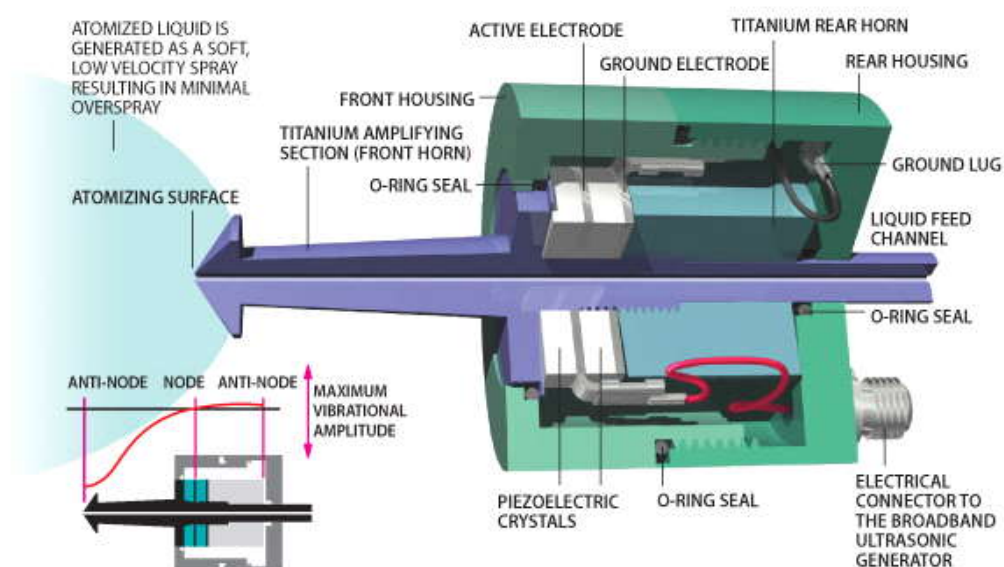 ATOMIZED LIQUID IS
GENERATED AS A SOFT,
LOW VELOCITY SPRAY
RESULTING IN MINIMAL
OVERSPRAY
ACTIVE ELECTRODE
TITANIUM REAR HORN
GROUND ELECTRODE
REAR HOUSING
FRONT HOUSING
TITANIUM AMPLIFYING
SECTION (FRONT HORN)
O-RING SEAL
GROUND LUG
ATOMIZING SURFACE
LIQUID FEED
CHANNEL
O-RING SEAL
ANTI-NODE
NODE
ANTI-NODE
MAXIMUM
VIBRATIONAL
AMPLITUDE
PIEZOELECTRIC
CRYSTALS
O-RING SEAL
ELECTRICAL
CONNECTOR TO
THE BROADBAND
ULTRASONIC
GENERATOR